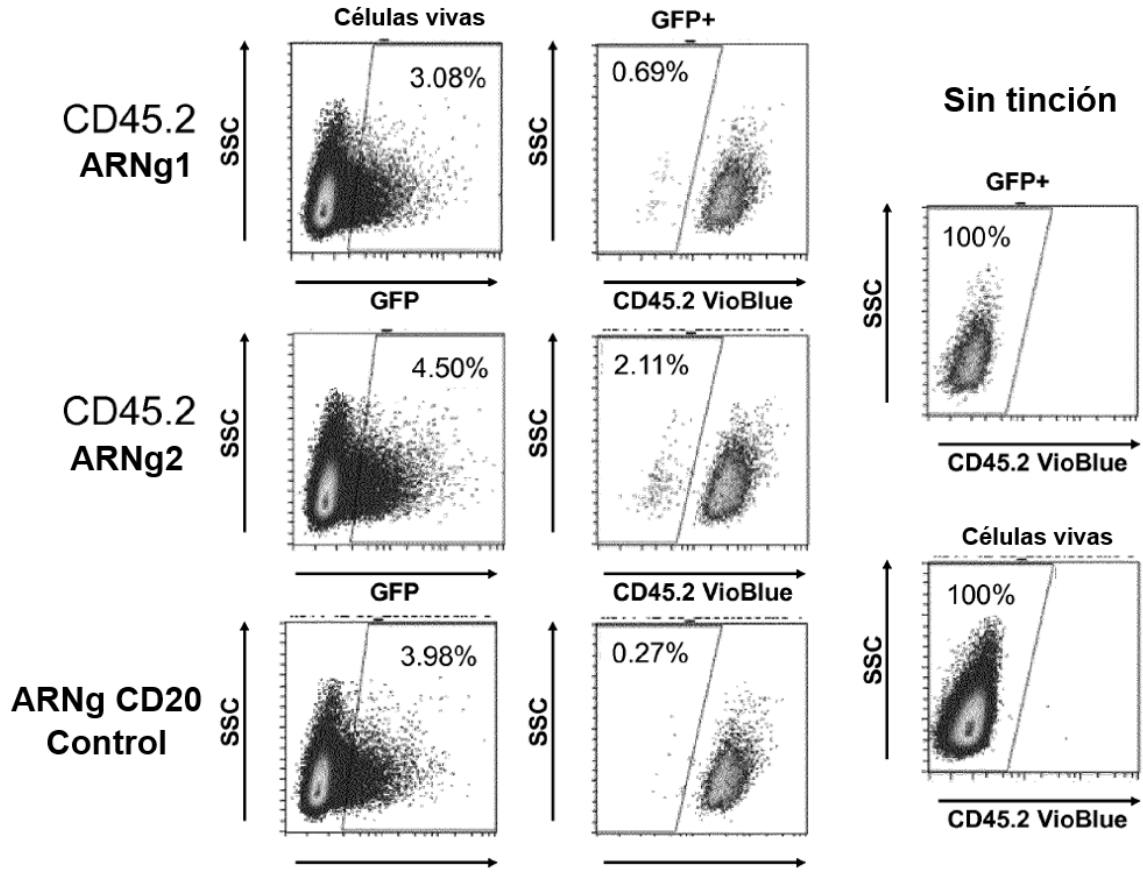 Células vivas
GFP+
CD45.2
ARNg1
SSC
3.08%
SSC
0.69%
GFP
CD45.2 VioBlue
CD45.2
ARNg2
SSC
4.50%
SSC
2.11%
GFP
CD45.2 VioBlue
ARNg CD20
Control
SSC
3.98%
SSC
0.27%
Sin tinción
GFP+
SSC
100%
CD45.2 VioBlue
Células vivas
SSC
100%
CD45.2 VioBlue